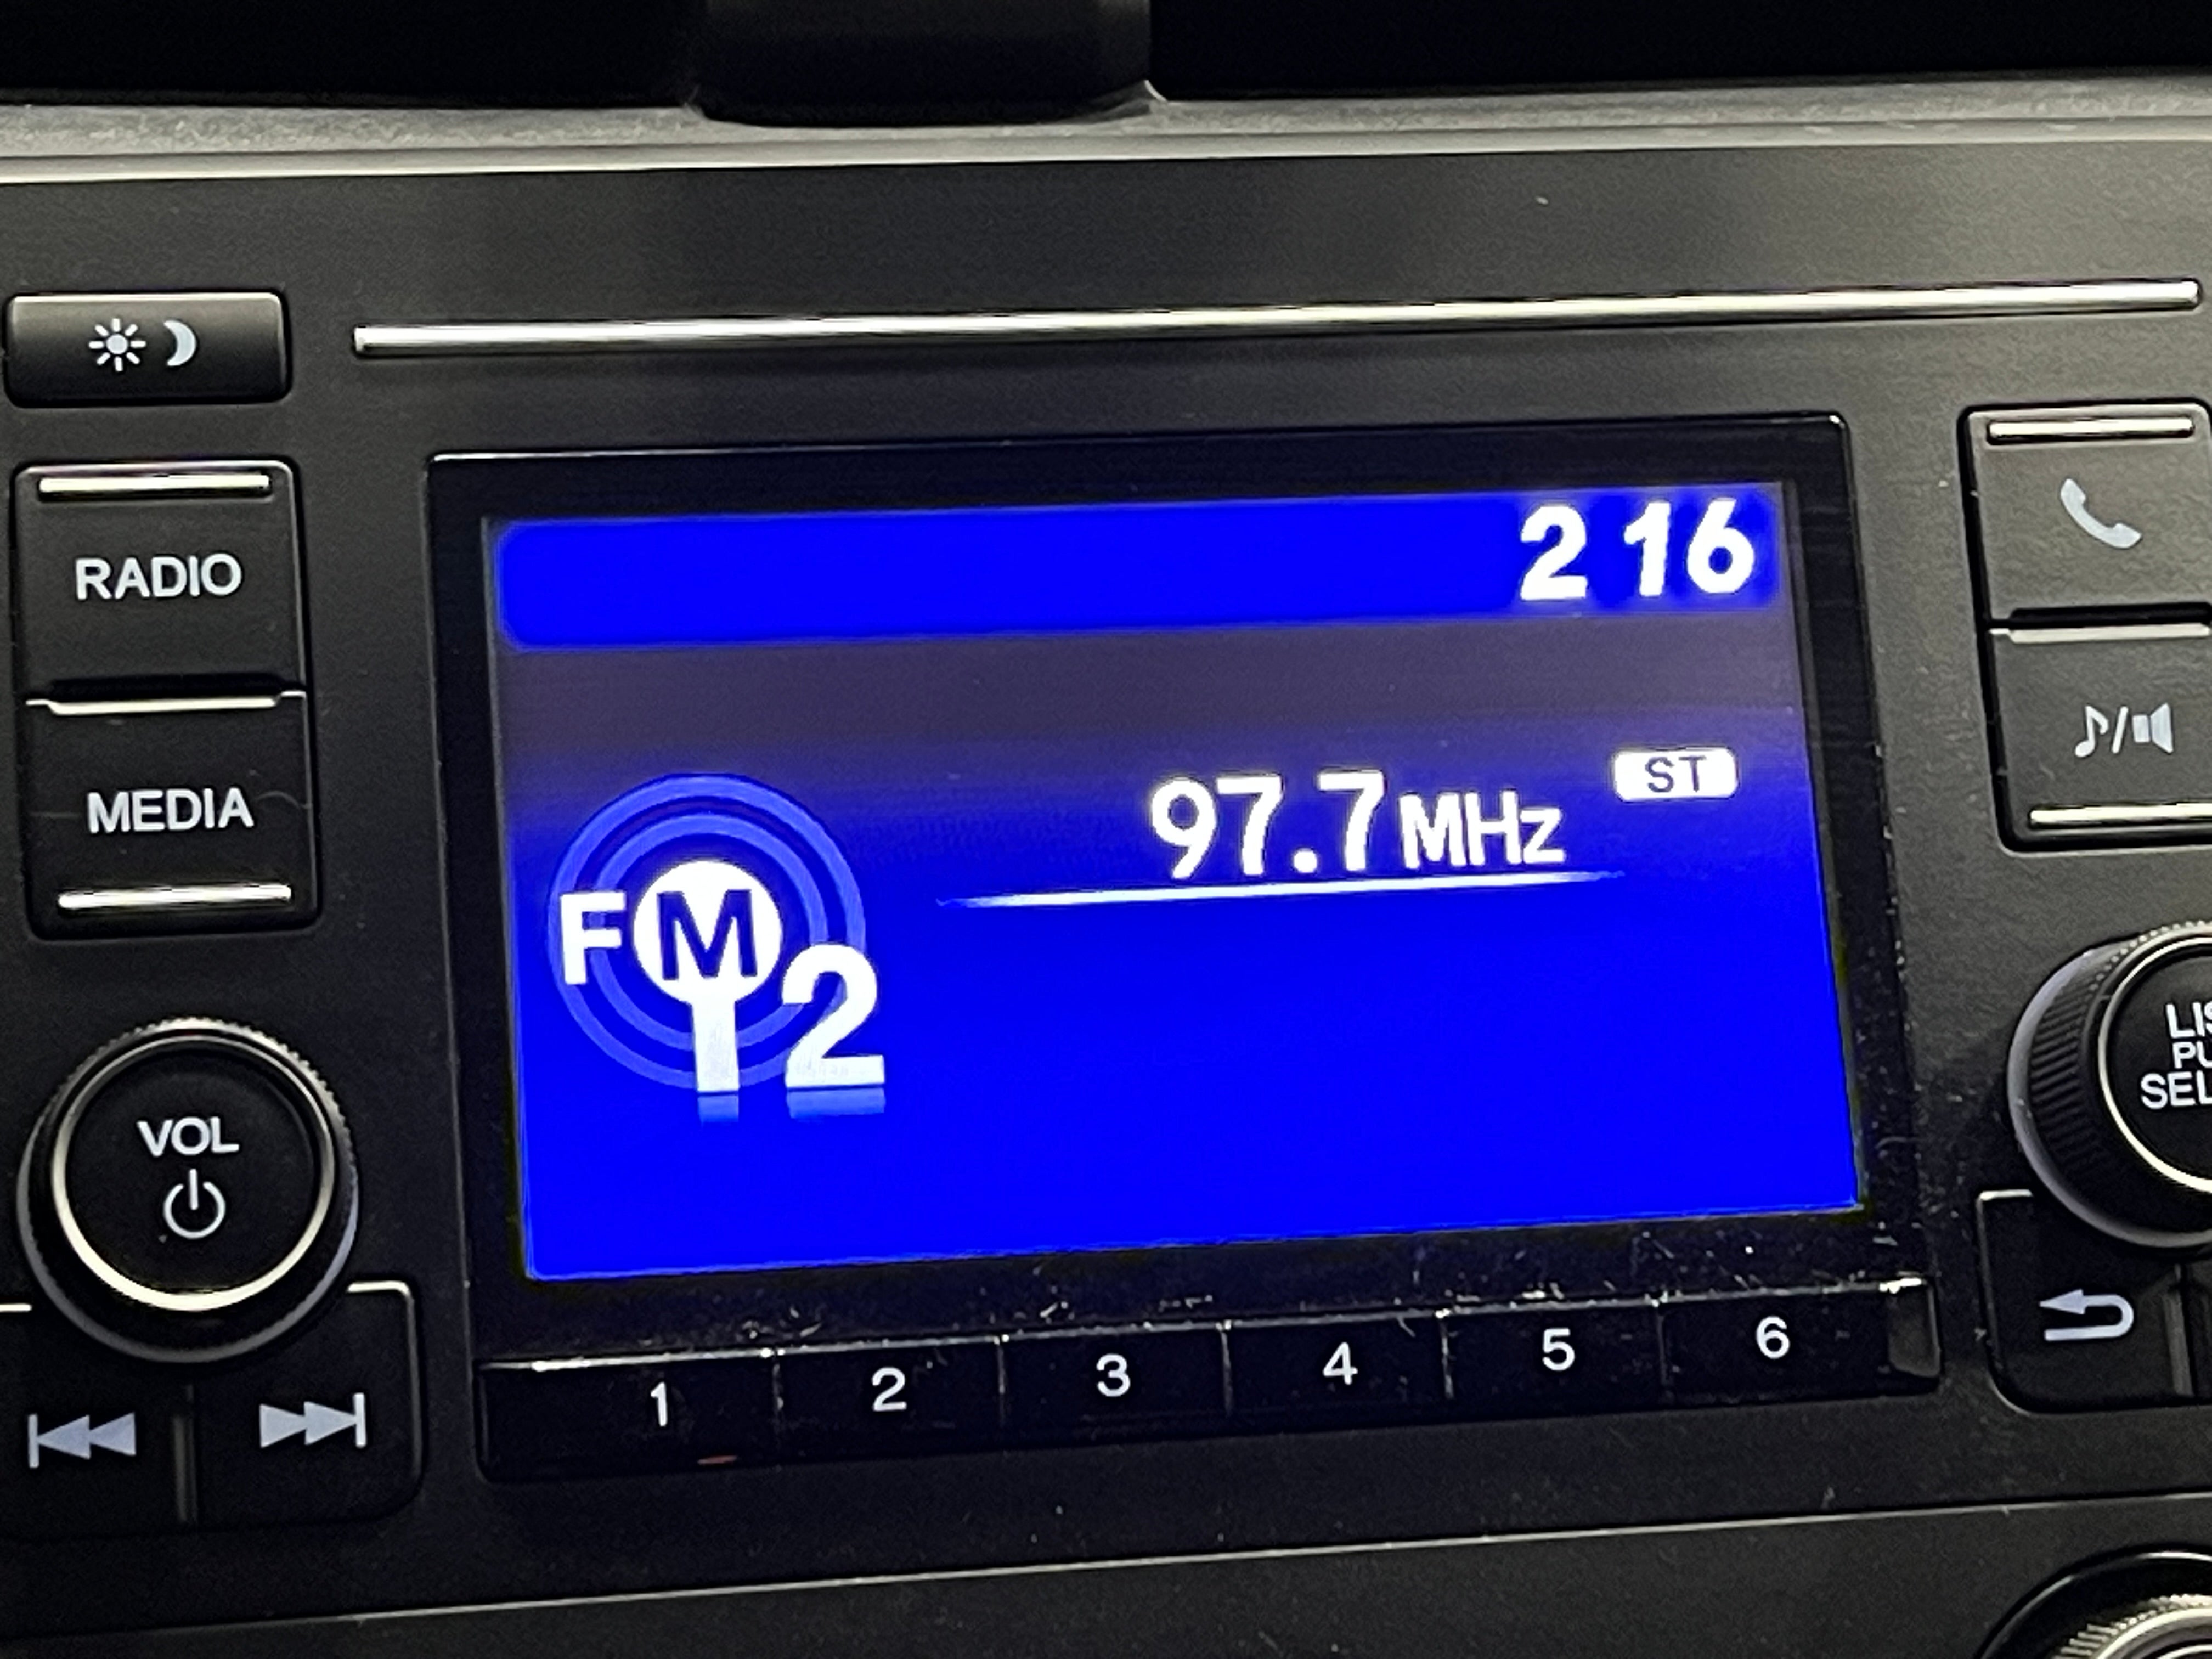 2 16
RADIO
97.7 MHz
ST
MEDIA
FM
2
VOL
1 2 3 4 5 6